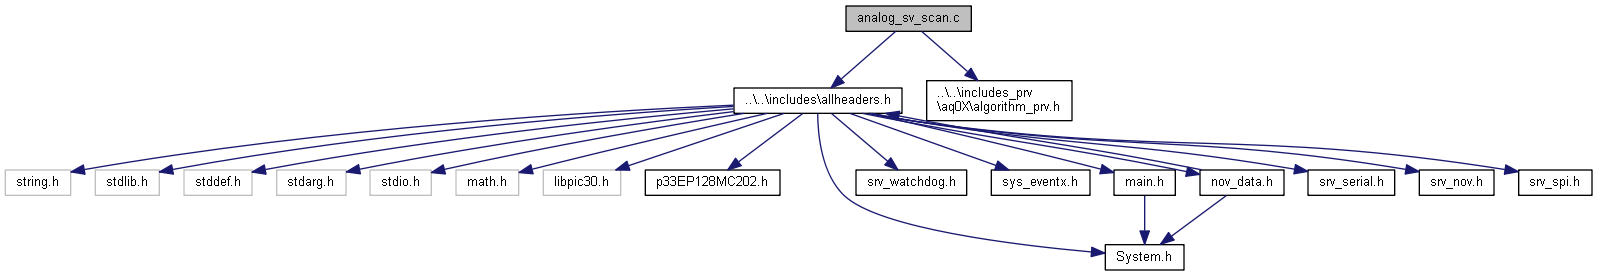 analog_sv_scan.c
..\..\includes\allheaders.h
..\..\includes_prv
\aq0X\algorithm_prv.h
string.h
stdlib.h
stddef.h
stdarg.h
stdio.h
math.h
libpic30.h
p33EP128MC202.h
srv_watchdog.h
sys_eventx.h
main.h
nov_data.h
srv_serial.h
srv_nov.h
srv_spi.h
System.h